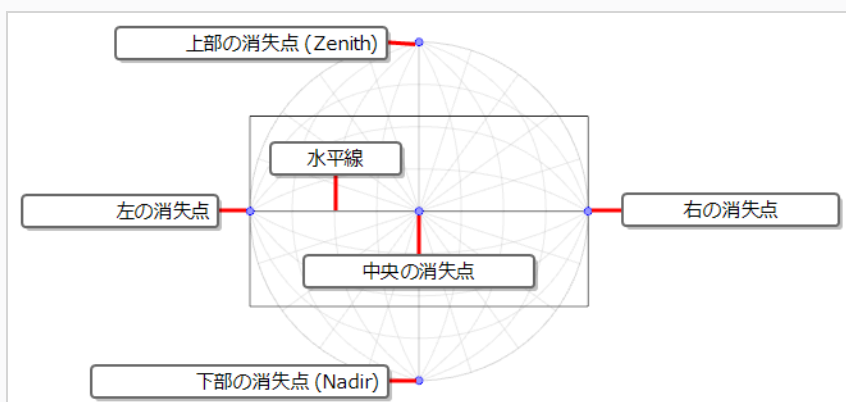 上部の消失点 (Zenith)
水平線
左の消失点
右の消失点
中央の消失点
下部の消失点 (Nadir)